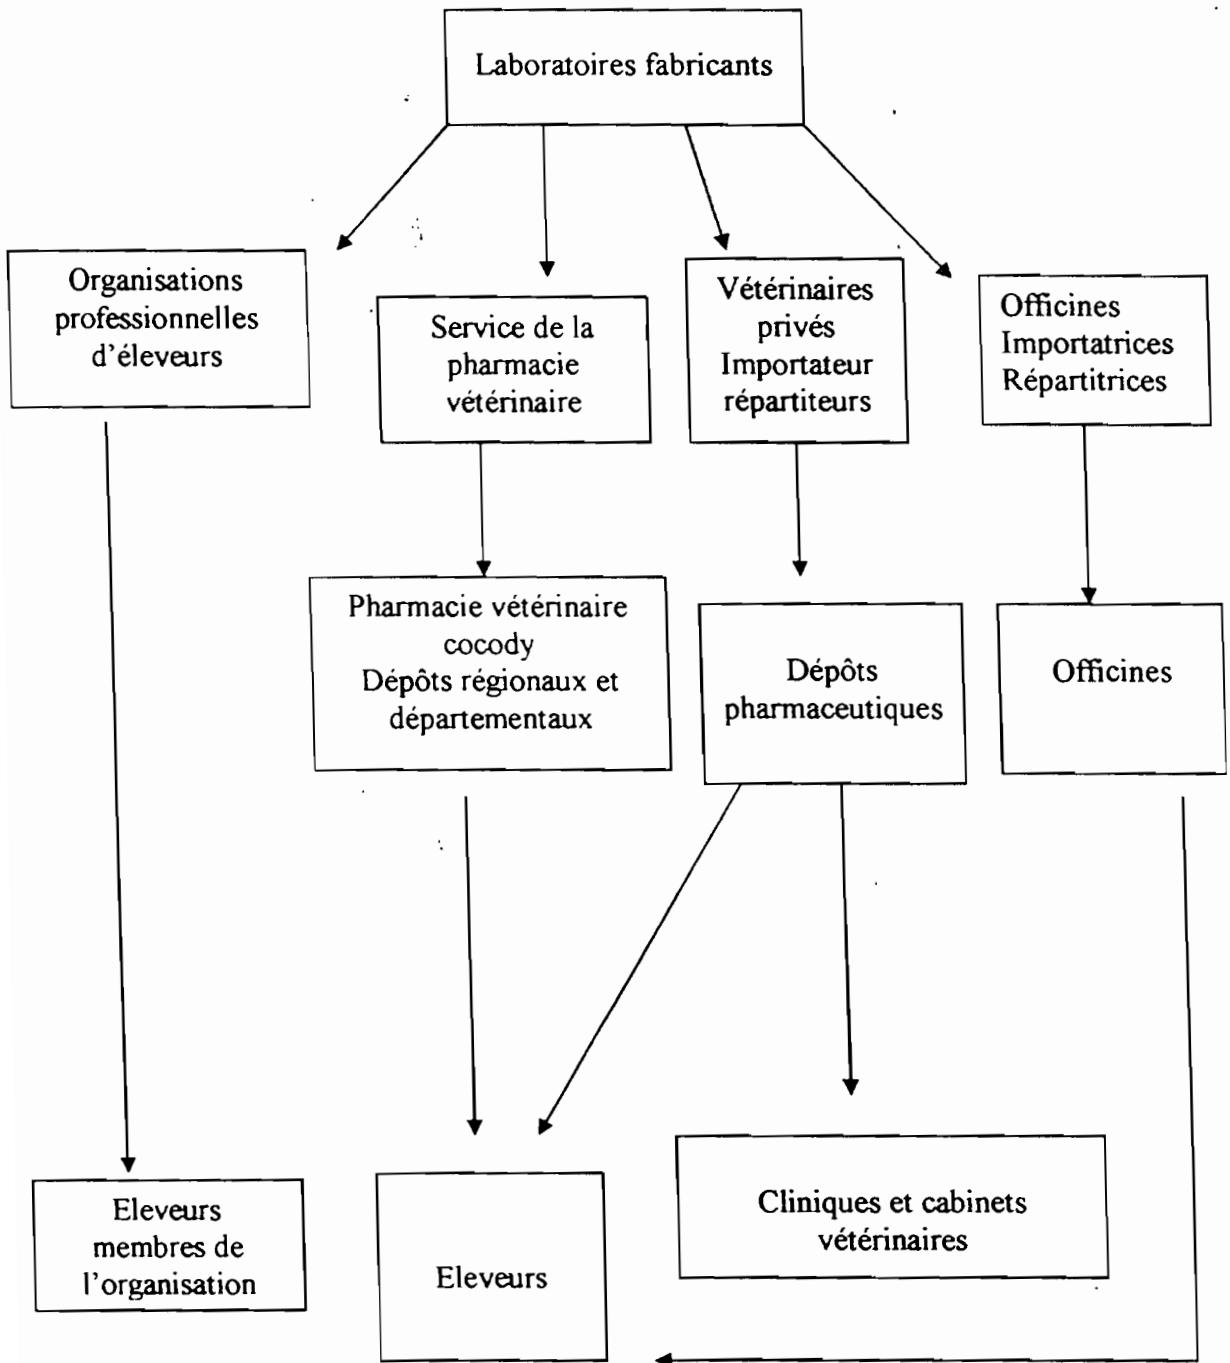 Laboratoires fabricants
Organisations
professionnelles
d'éleveurs
Service de la
pharmacie
vétérinaire
Vétérinaires
privés
Importateur
répartiteurs
Officines
Importatrices
Répartitrices
Pharmacie vétérinaire
cocody
Dépôts régionaux et
départementaux
Dépôts
pharmaceutiques
Officines
Eleveurs
membres de
l'organisation
Eleveurs
Cliniques et cabinets
vétérinaires